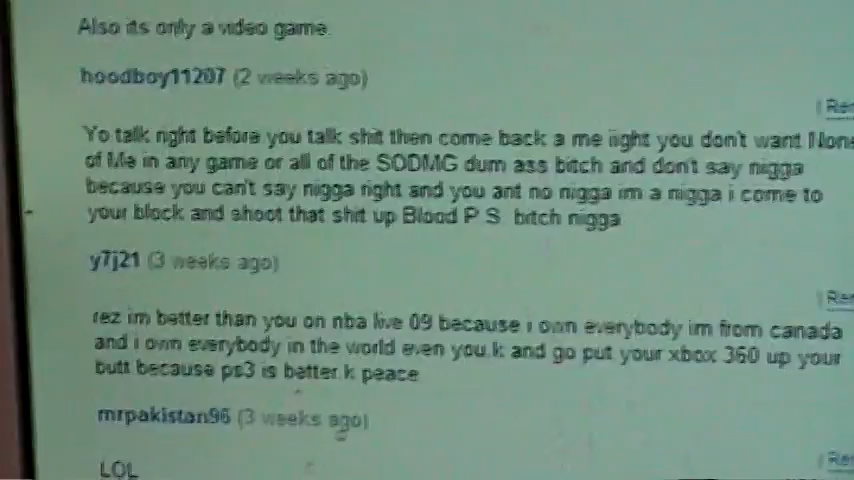 Also its only a video game.
hoodboy11207 (2 weeks ago)
Yo talk right before you talk shit then come back a me iight you don't want None
of Me in any game or all of the SODMG dum ass bitch and don't say nigga
because you can't say nigga right and you ant no nigga im a nigga i come to
your block and shoot that shit up Blood P.S. bitch nigga
y7j21 (3 weeks ago)
rez im better than you on nba live 09 because i own everybody im from canada
and i own everybody in the world even you.k and go put your xbox 360 up your
butt because ps3 is batter.k peace
mrpakistan96 (3 weeks ago)
LOL